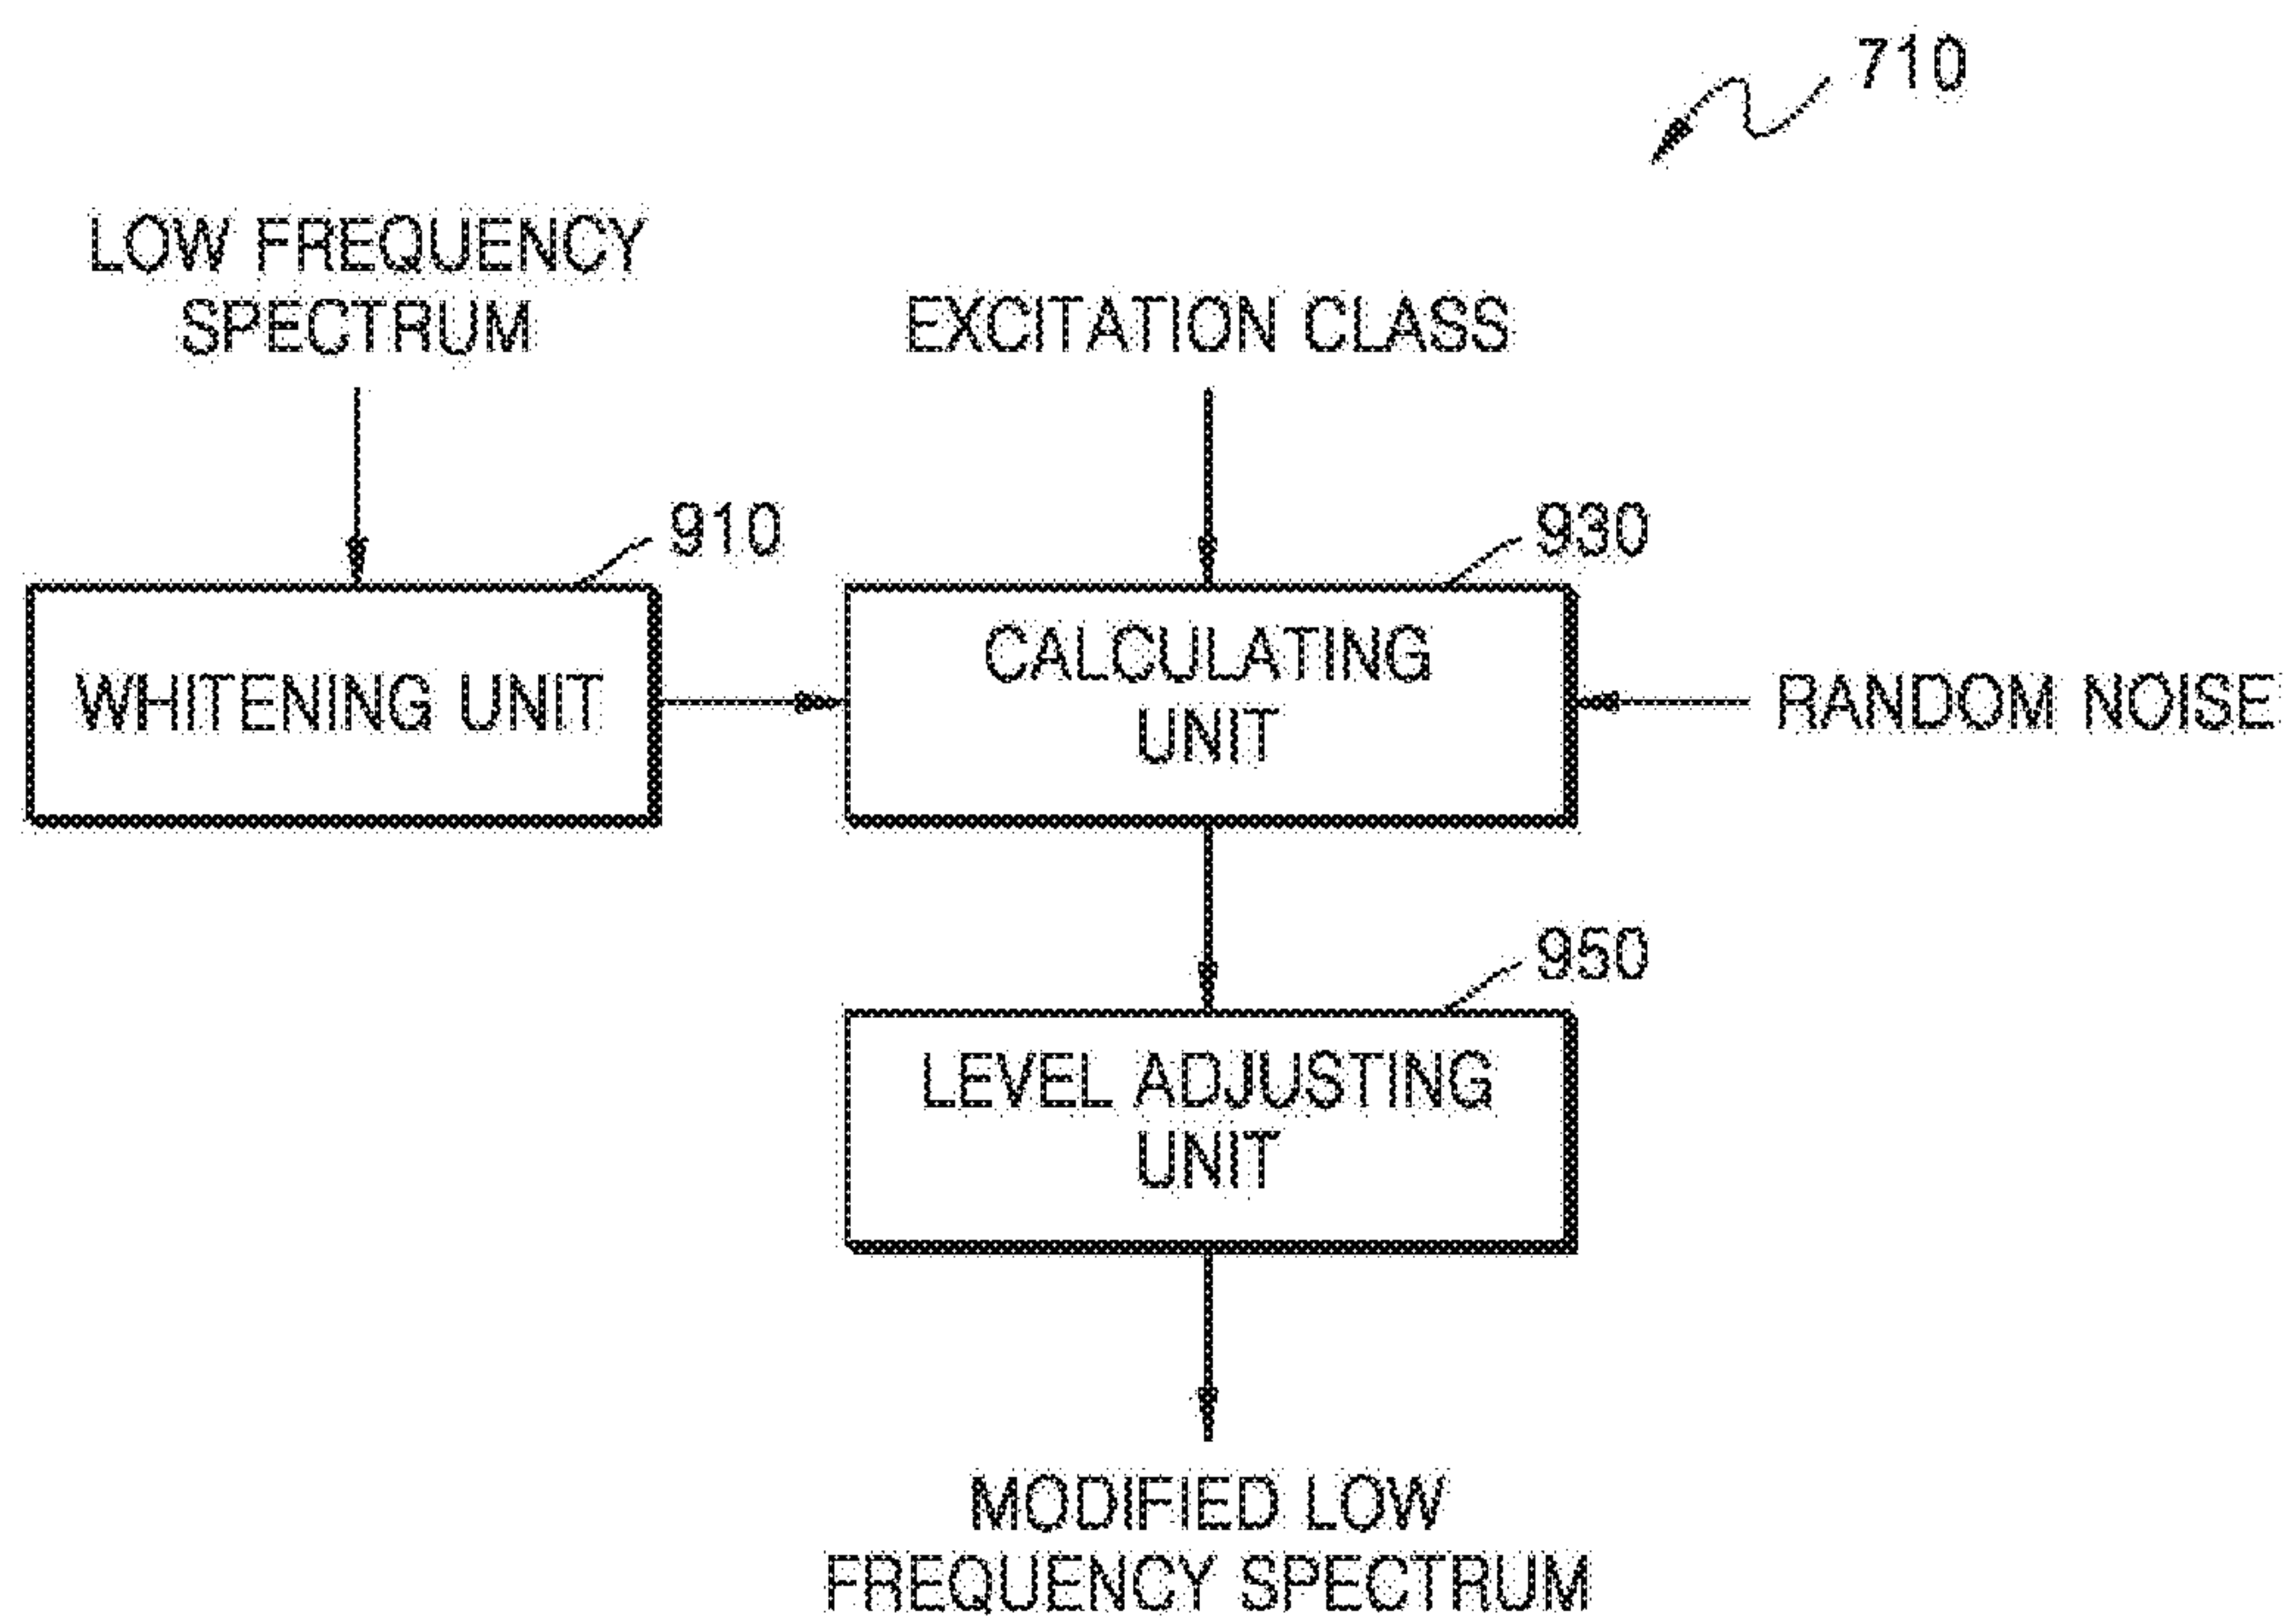 710
LOW FREQUENCY
SPECTRUM
EXCITATION CLASS
910
930
WHITENING UNIT
CALCULATING
UNIT
RANDOM NOISE
950
LEVEL ADJUSTING
UNIT
MODIFIED LOW
FREQUENCY SPECTRUM